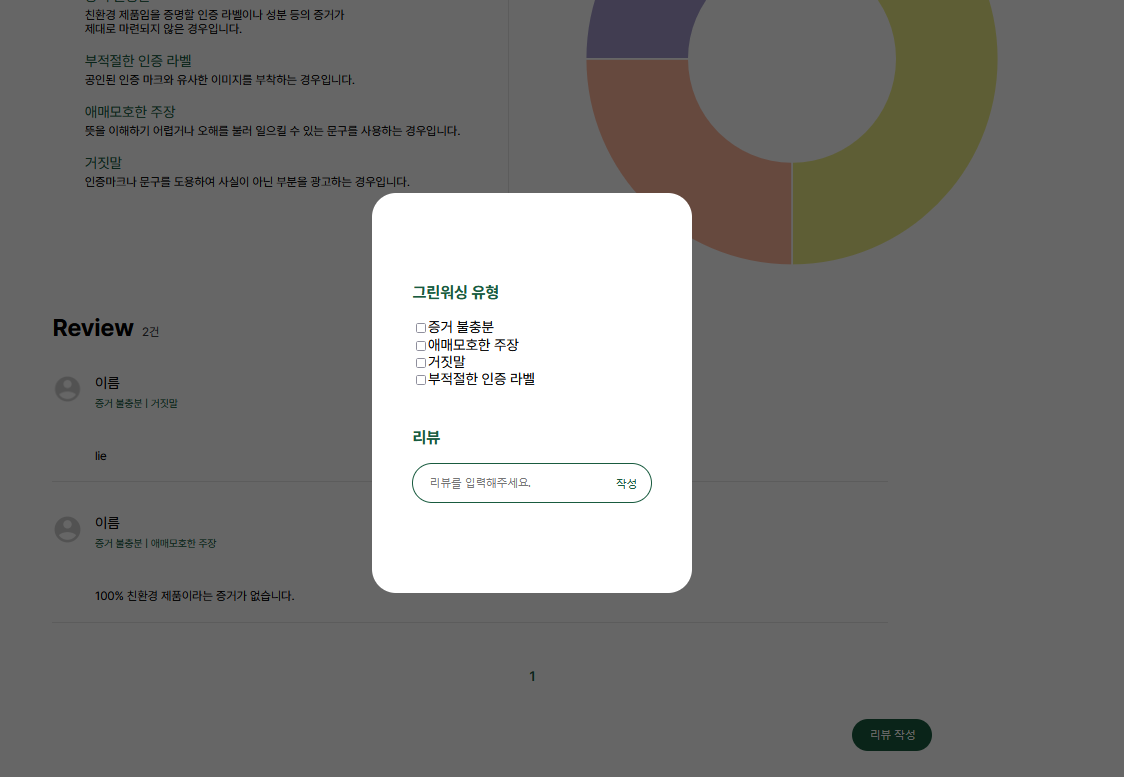 친환경 제품임을 증명할 인증 라벨이나 성분 등의 증거가
제대로 마련되지 않은 경우입니다.
부적절한 인증 라벨
공인된 인증 마크와 유사한 이미지를 부착하는 경우입니다.
애매모호한 주장
뜻을 이해하기 어렵거나 오해를 불러 일으킬 수 있는 문구를 사용하는 경우입니다.
거짓말
인증마크나 문구를 도용하여 사실이 아닌 부분을 광고하는 경우입니다.
그린워싱 유형
증거 불충분
애매모호한 주장
거짓말
부적절한 인증 라벨
리뷰
리뷰를 입력해주세요. 작성
Review 2건
이름
증거 불충분 | 거짓말
lie
이름
증거 불충분 | 애매모호한 주장
100% 친환경 제품이라는 증거가 없습니다.
1
리뷰 작성